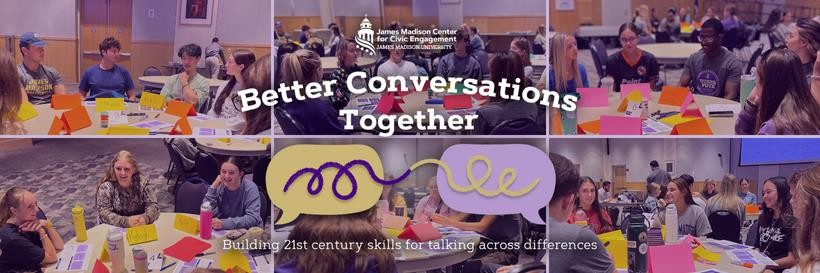 James Madison Center
for Civic Engagement
JAMES MADISON UNIVERSITY
Better Conversations
Together
Building 21st century skills for talking across differences